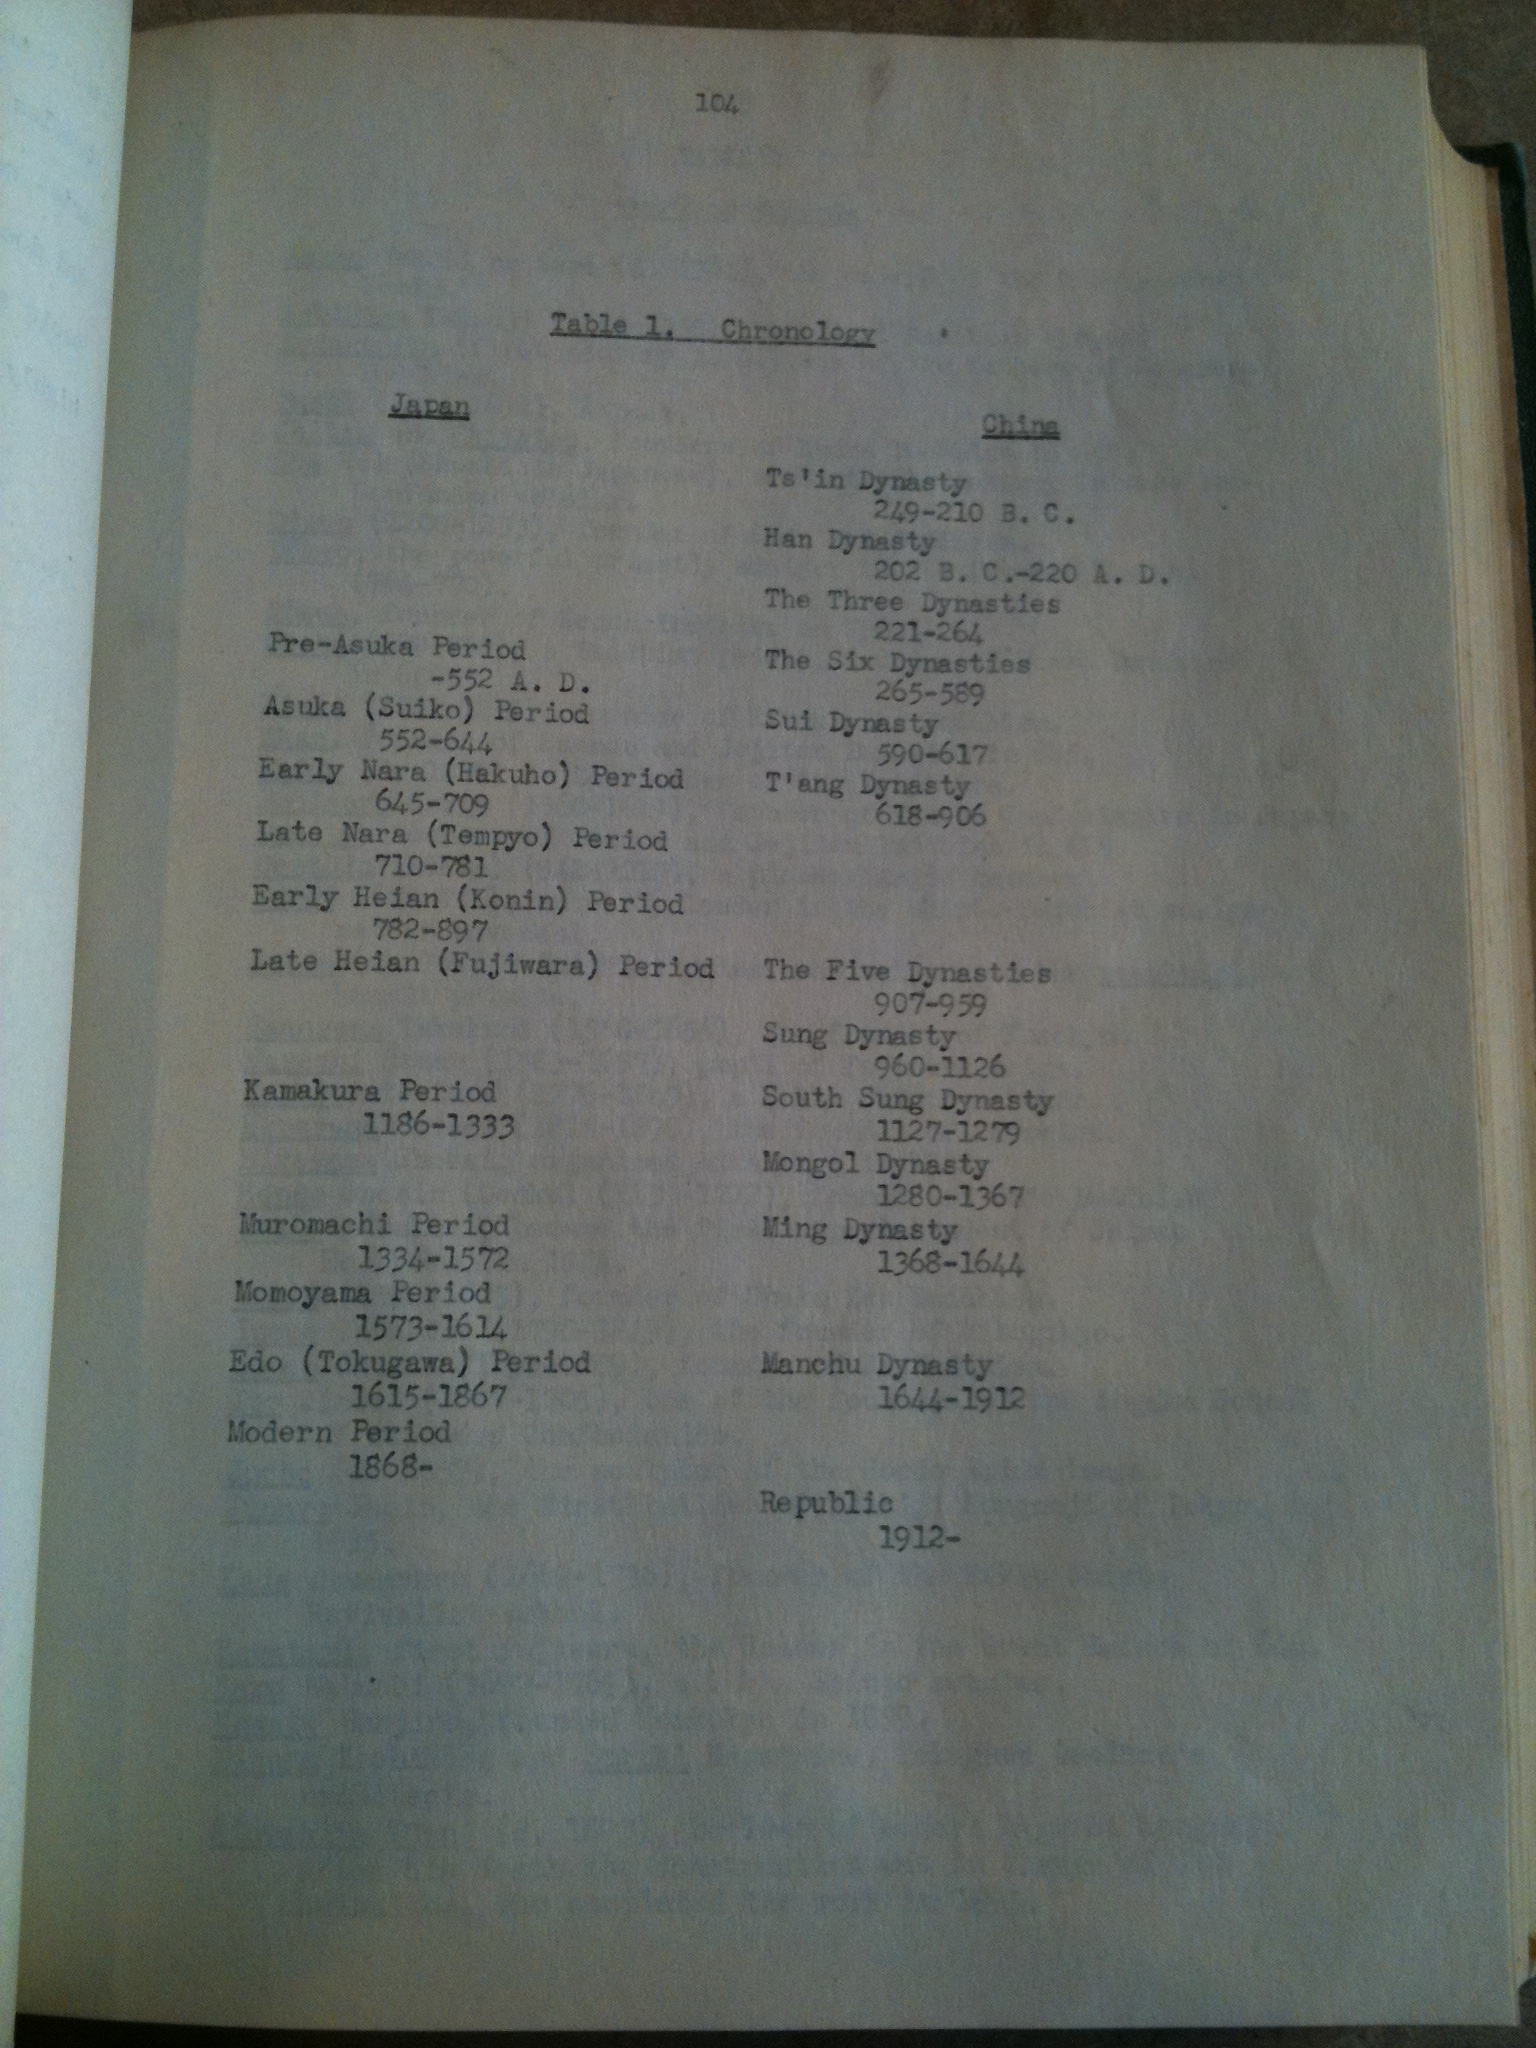 104
Table 1. Chronology
Japan
Pre-Asuka Period
-552 A. D.
Asuka (Suiko) Period
552-644
Early Nara (Hakuho) Period
645-709
Late Nara (Tempyo) Period
710-781
Early Heian (Konin) Period
782-897
Late Heian (Fujiwara) Period
Kamakura Period
1186-1333
Muromachi Period
1334-1572
Momoyama Period
1573-1614
Edo (Tokugawa) Period
1615-1867
Modern Period
1868-
China
Ts'in Dynasty
249-210 B. C.
Han Dynasty
202 B. C.-220 A. D.
The Three Dynasties
221-264
The Six Dynasties
265-589
Sui Dynasty
590-617
T'ang Dynasty
618-906
The Five Dynasties
907-959
Sung Dynasty
960-1126
South Sung Dynasty
1127-1279
Mongol Dynasty
1280-1367
Ming Dynasty
1368-1644
Manchu Dynasty
1644-1912
Republic
1912-